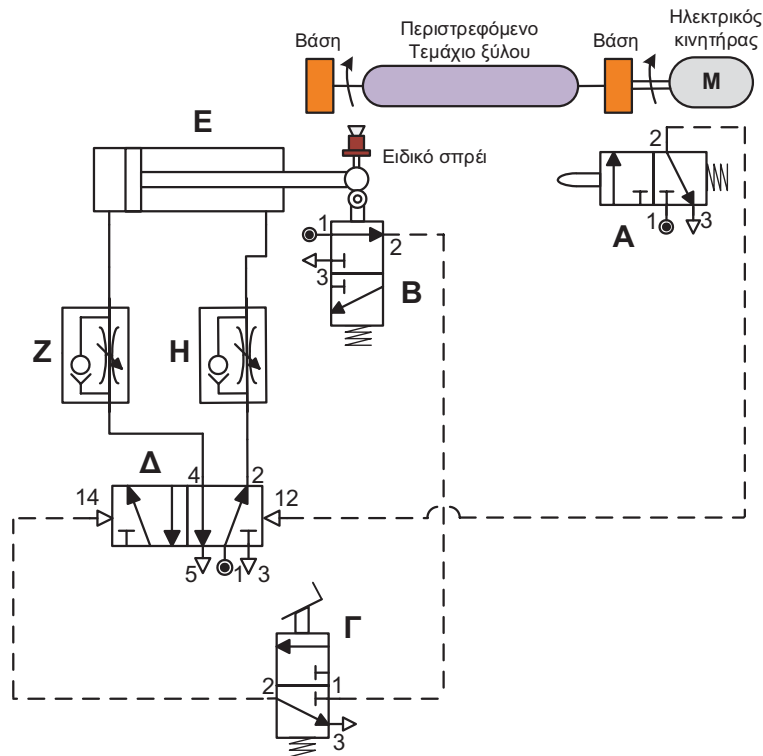 Βάση
Περιστρεφόμενο
Τεμάχιο ξύλου
Βάση
Ηλεκτρικός
κινητήρας
M
E
Ειδικό σπρέι
2
1
3
A
1
2
3
B
Z
H
Δ
4
2
14
12
5
1
3
Γ
2
1
3